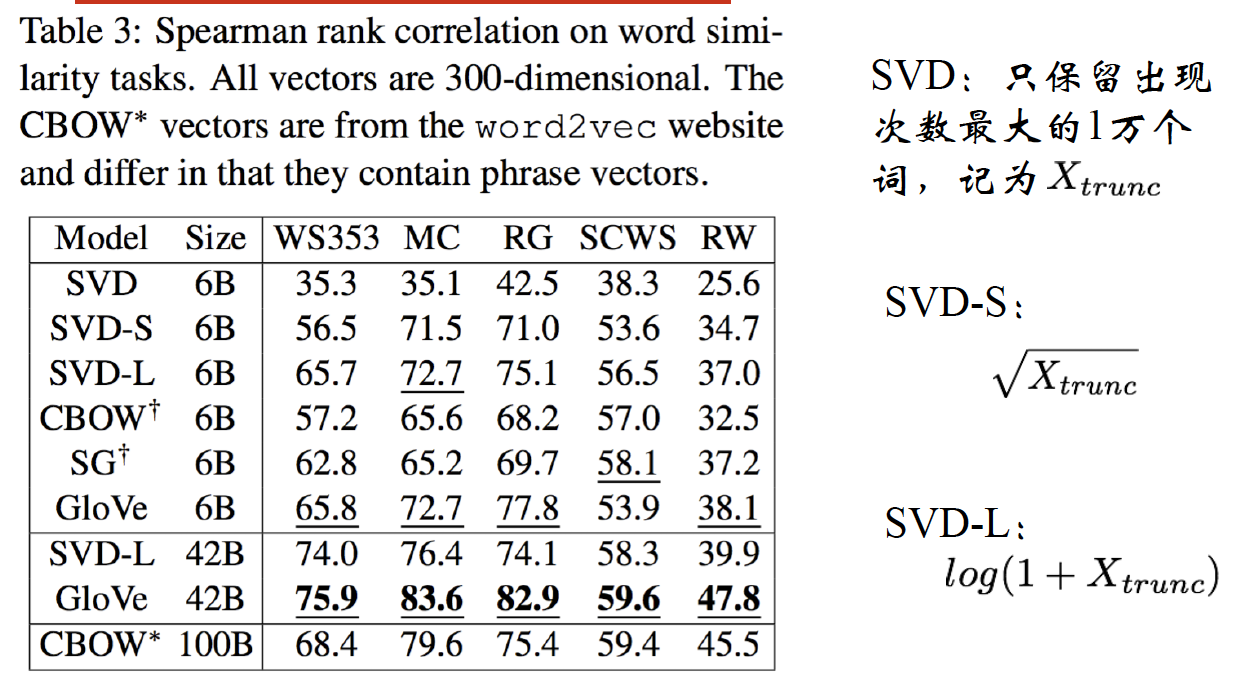 Table 3: Spearman rank correlation on word simi-
larity tasks. All vectors are 300-dimensional. The
CBOW* vectors are from the word2vec website
and differ in that they contain phrase vectors.
Model Size WS353 MC RG SCWS RW
SVD 6B 35.3 35.1 42.5 38.3 25.6
SVD-S 6B 56.5 71.5 71.0 53.6 34.7
SVD-L 6B 65.7 72.7 75.1 56.5 37.0
CBOW† 6B 57.2 65.6 68.2 57.0 32.5
SG† 6B 62.8 65.2 69.7 58.1 37.2
GloVe 6B 65.8 72.7 77.8 53.9 38.1
SVD-L 42B 74.0 76.4 74.1 58.3 39.9
GloVe 42B 75.9 83.6 82.9 59.6 47.8
CBOW* 100B 68.4 79.6 75.4 59.4 45.5
SVD：只保留出现
次数最大的1万个
词，记为 X_trunc
SVD-S：
√X_trunc
SVD-L：
log(1 + X_trunc)